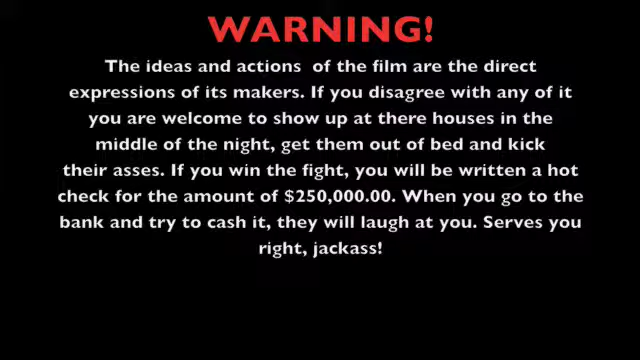 WARNING!
The ideas and actions  of the film are the direct
expressions of its makers. If you disagree with any of it
you are welcome to show up at there houses in the
middle of the night, get them out of bed and kick
their asses. If you win the fight, you will be written a hot
check for the amount of $250,000.00. When you go to the
bank and try to cash it, they will laugh at you. Serves you
right, jackass!